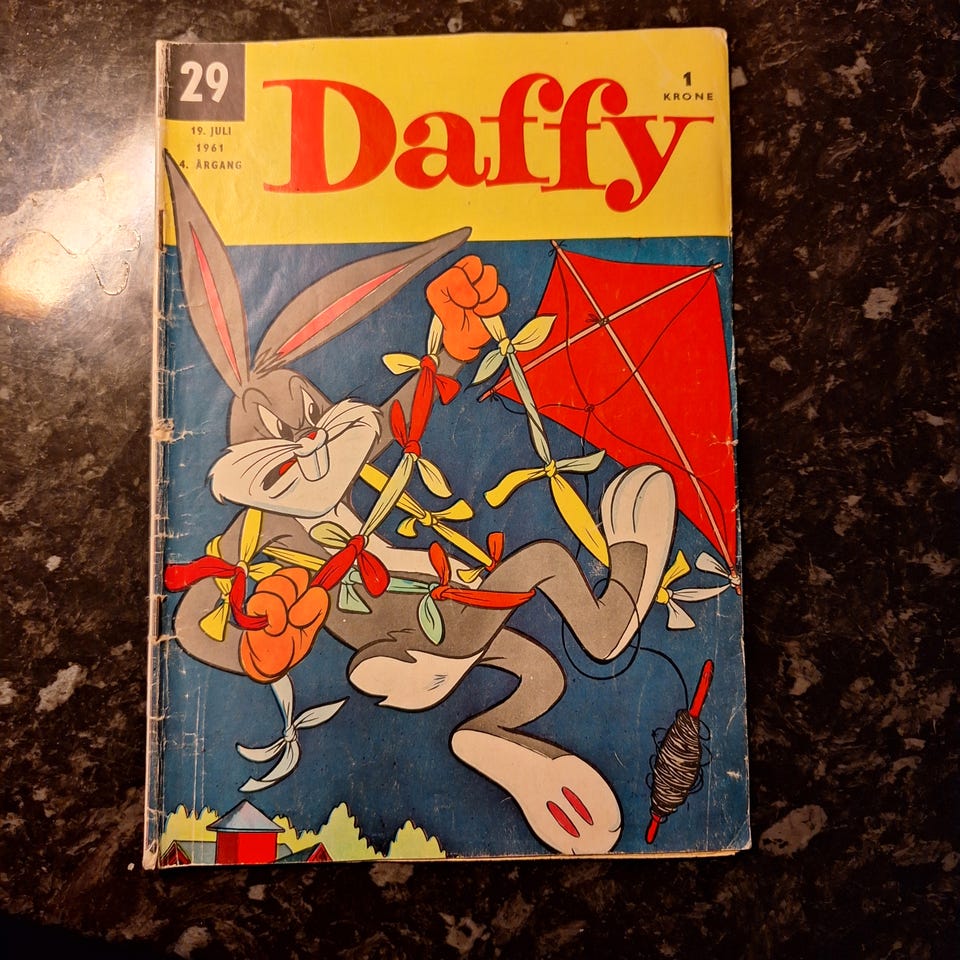 29
Daffy
1
KRONE
19. JULI
1961
4. ÅRGANG